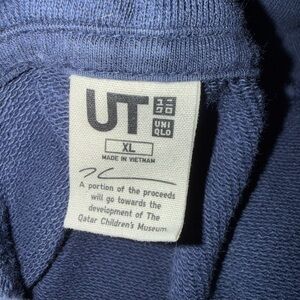 UT
UNI
QLO
XL
MADE IN VIETNAM
A portion of the proceeds
will go towards the
development of The
Qatar Children's Museum.